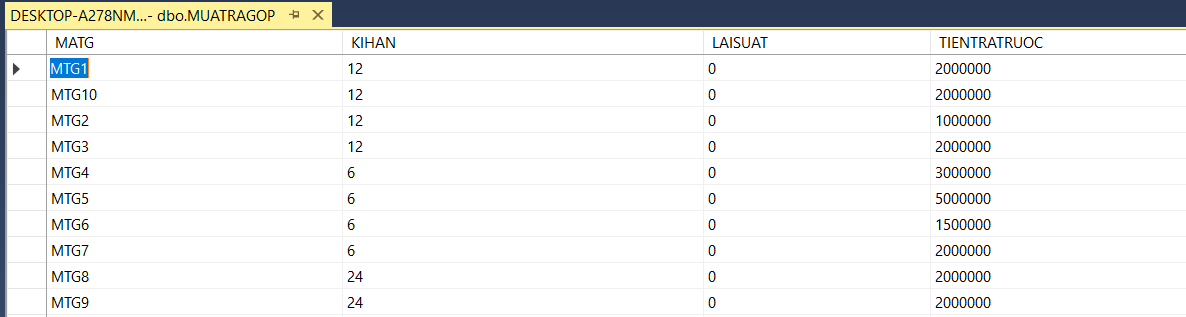 DESKTOP-A278NM...- dbo.MUATRAGOP
MATG KIHAN LAISUAT TIENTRATRUOC
MTG1 12 0 2000000
MTG10 12 0 2000000
MTG2 12 0 1000000
MTG3 12 0 2000000
MTG4 6 0 3000000
MTG5 6 0 5000000
MTG6 6 0 1500000
MTG7 6 0 2000000
MTG8 24 0 2000000
MTG9 24 0 2000000